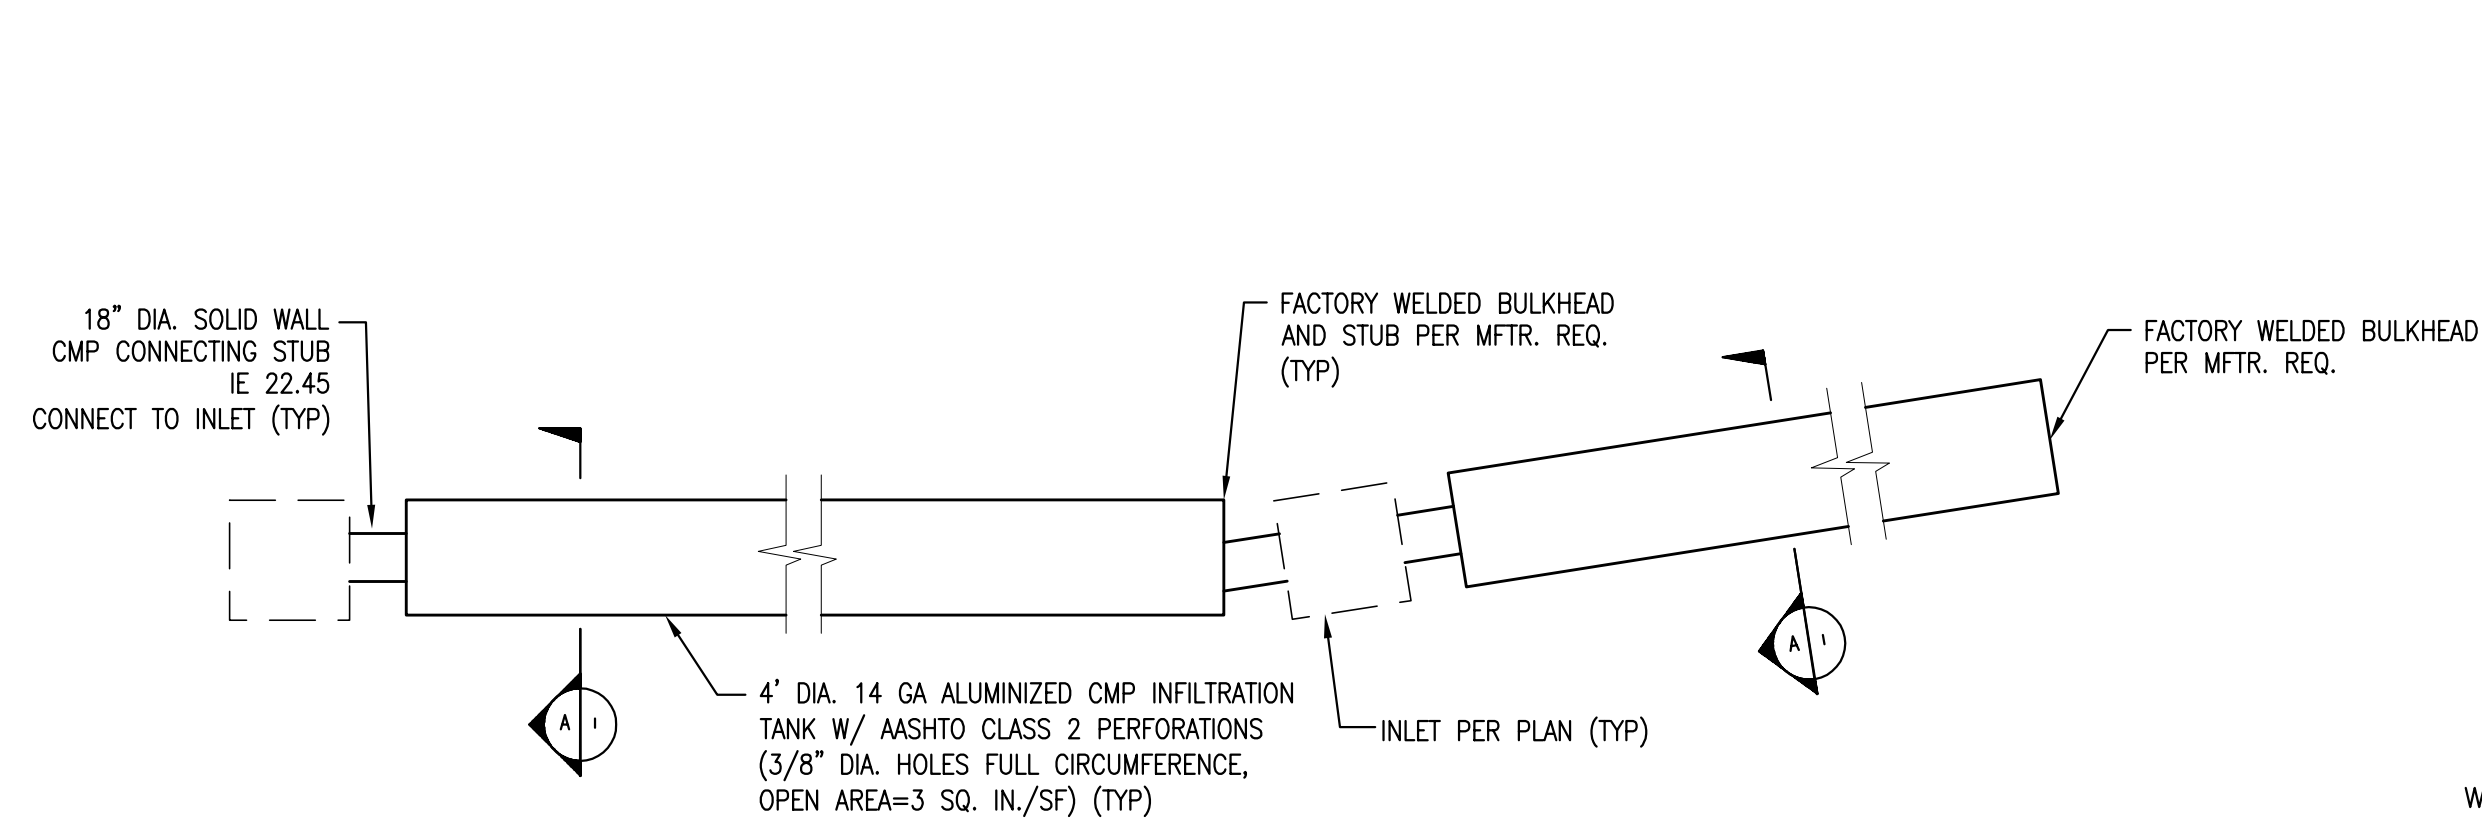 18" DIA. SOLID WALL
CMP CONNECTING STUB
IE 22.45
CONNECT TO INLET (TYP)
FACTORY WELDED BULKHEAD
AND STUB PER MFTR. REQ.
(TYP)
FACTORY WELDED BULKHEAD
PER MFTR. REQ.
A 1
4' DIA. 14 GA ALUMINIZED CMP INFILTRATION
TANK W/ AASHTO CLASS 2 PERFORATIONS
(3/8" DIA. HOLES FULL CIRCUMFERENCE,
OPEN AREA=3 SQ. IN./SF) (TYP)
INLET PER PLAN (TYP)
A 1